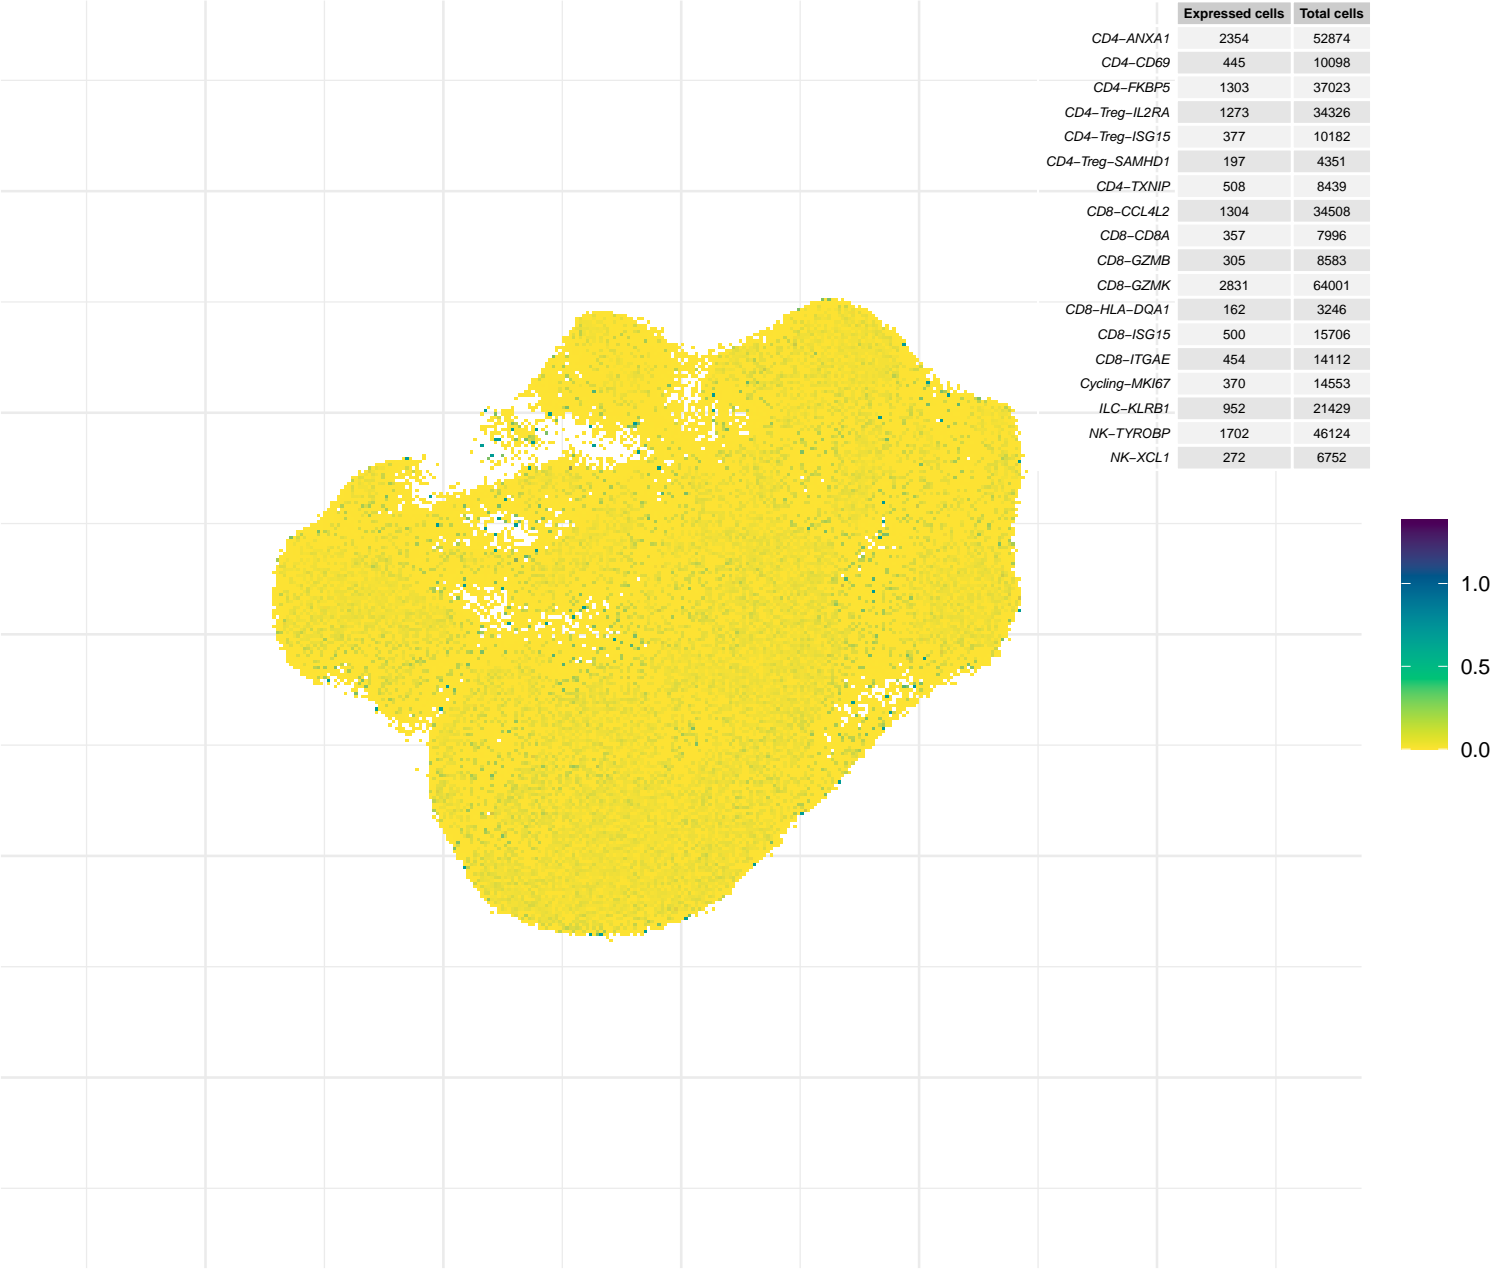 Expressed cells Total cells
CD4−ANXA1 2354 52874
CD4−CD69 445 10098
CD4−FKBP5 1303 37023
CD4−Treg−IL2RA 1273 34326
CD4−Treg−ISG15 377 10182
CD4−Treg−SAMHD1 197 4351
CD4−TXNIP 508 8439
CD8−CCL4L2 1304 34508
CD8−CD8A 357 7996
CD8−GZMB 305 8583
CD8−GZMK 2831 64001
CD8−HLA−DQA1 162 3246
CD8−ISG15 500 15706
CD8−ITGAE 454 14112
Cycling−MKI67 370 14553
ILC−KLRB1 952 21429
NK−TYROBP 1702 46124
NK−XCL1 272 6752
1.0
0.5
0.0